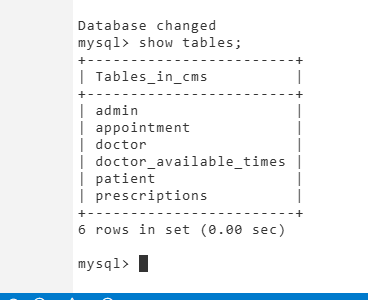 Database changed
mysql> show tables;
+------------------------+
| Tables_in_cms          |
+------------------------+
| admin                  |
| appointment            |
| doctor                 |
| doctor_available_times |
| patient                |
| prescriptions          |
+------------------------+
6 rows in set (0.00 sec)
mysql>